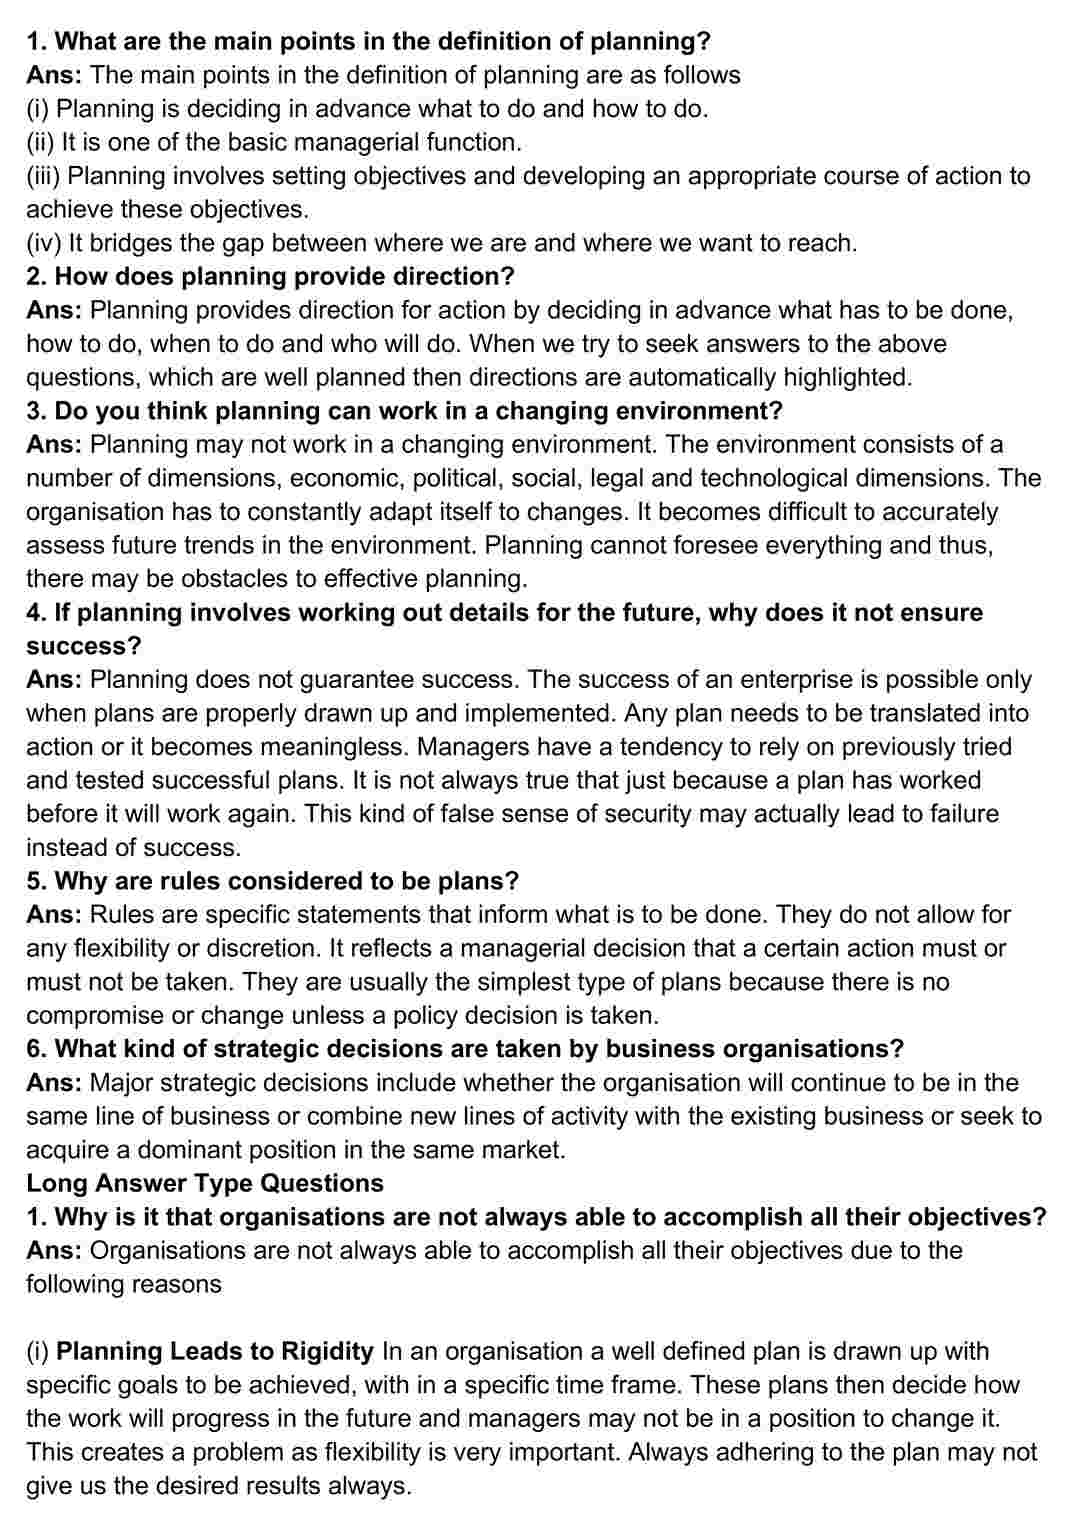 1. What are the main points in the definition of planning?
Ans: The main points in the definition of planning are as follows
(i) Planning is deciding in advance what to do and how to do.
(ii) It is one of the basic managerial function.
(iii) Planning involves setting objectives and developing an appropriate course of action to
achieve these objectives.
(iv) It bridges the gap between where we are and where we want to reach.
2. How does planning provide direction?
Ans: Planning provides direction for action by deciding in advance what has to be done,
how to do, when to do and who will do. When we try to seek answers to the above
questions, which are well planned then directions are automatically highlighted.
3. Do you think planning can work in a changing environment?
Ans: Planning may not work in a changing environment. The environment consists of a
number of dimensions, economic, political, social, legal and technological dimensions. The
organisation has to constantly adapt itself to changes. It becomes difficult to accurately
assess future trends in the environment. Planning cannot foresee everything and thus,
there may be obstacles to effective planning.
4. If planning involves working out details for the future, why does it not ensure
success?
Ans: Planning does not guarantee success. The success of an enterprise is possible only
when plans are properly drawn up and implemented. Any plan needs to be translated into
action or it becomes meaningless. Managers have a tendency to rely on previously tried
and tested successful plans. It is not always true that just because a plan has worked
before it will work again. This kind of false sense of security may actually lead to failure
instead of success.
5. Why are rules considered to be plans?
Ans: Rules are specific statements that inform what is to be done. They do not allow for
any flexibility or discretion. It reflects a managerial decision that a certain action must or
must not be taken. They are usually the simplest type of plans because there is no
compromise or change unless a policy decision is taken.
6. What kind of strategic decisions are taken by business organisations?
Ans: Major strategic decisions include whether the organisation will continue to be in the
same line of business or combine new lines of activity with the existing business or seek to
acquire a dominant position in the same market.
Long Answer Type Questions
1. Why is it that organisations are not always able to accomplish all their objectives?
Ans: Organisations are not always able to accomplish all their objectives due to the
following reasons
(i) Planning Leads to Rigidity In an organisation a well defined plan is drawn up with
specific goals to be achieved, with in a specific time frame. These plans then decide how
the work will progress in the future and managers may not be in a position to change it.
This creates a problem as flexibility is very important. Always adhering to the plan may not
give us the desired results always.